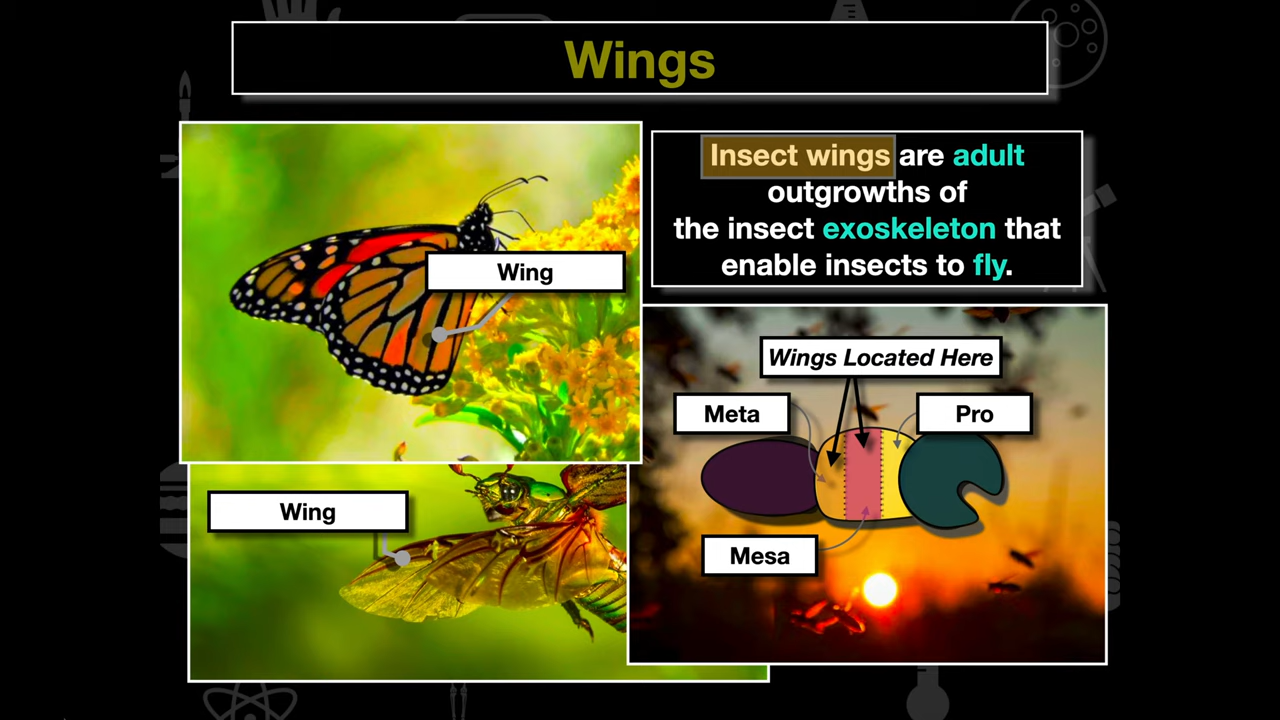 Wings
Insect wings are adult
outgrowths of
the insect exoskeleton that
enable insects to fly.
Wing
Wings Located Here
Meta
Pro
Wing
Mesa